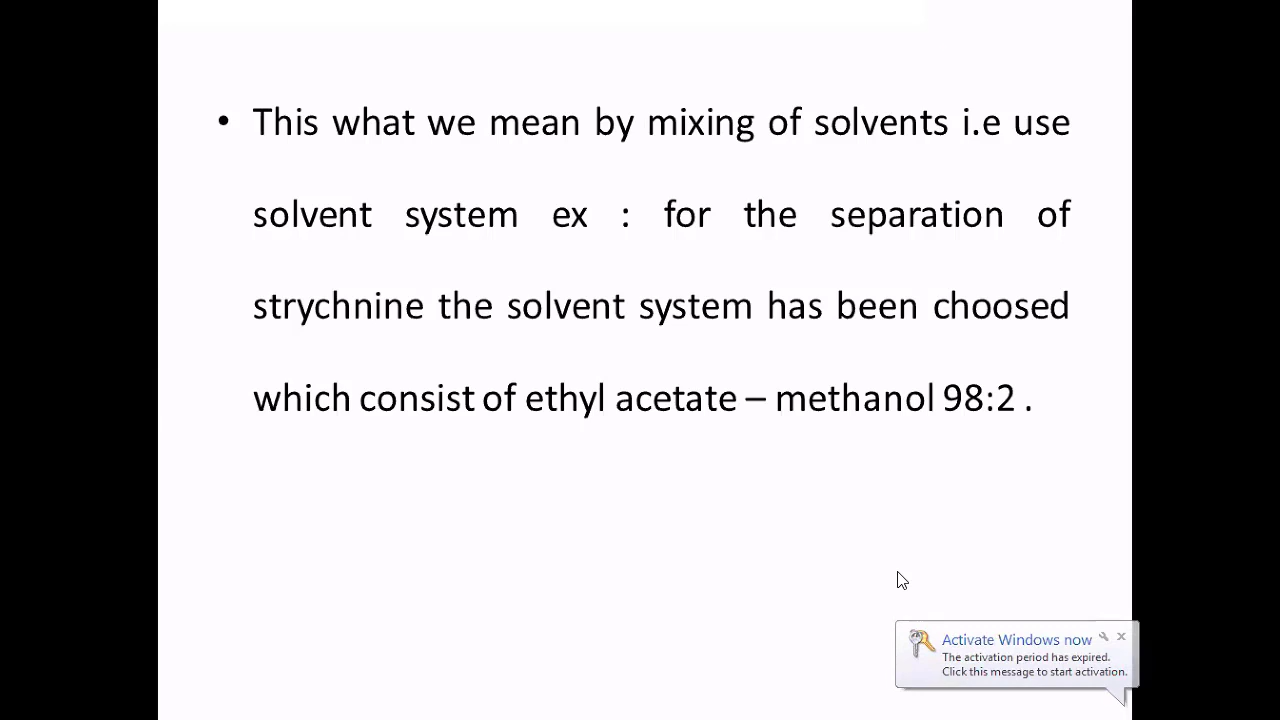 • This what we mean by mixing of solvents i.e use
solvent system ex : for the separation of
strychnine the solvent system has been choosed
which consist of ethyl acetate – methanol 98:2 .
Activate Windows now
The activation period has expired.
Click this message to start activation.